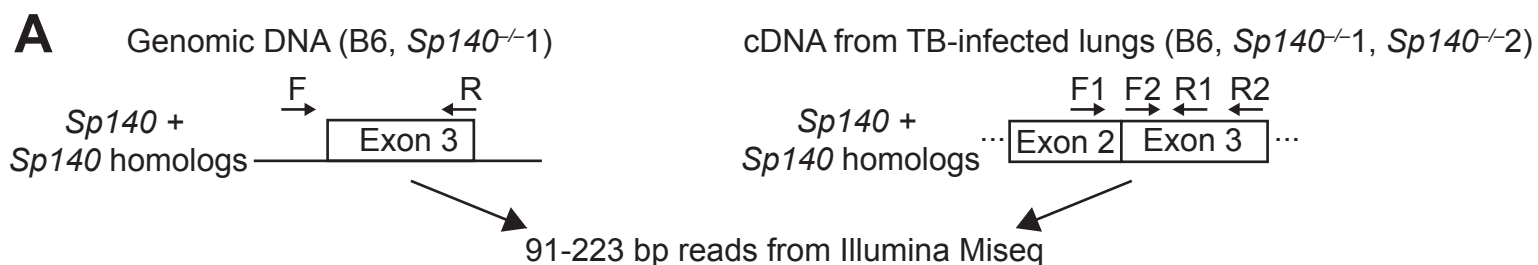 A
Genomic DNA (B6, Sp140–/–1)
F
R
Sp140 +
Sp140 homologs
Exon 3
cDNA from TB-infected lungs (B6, Sp140–/–1, Sp140–/–2)
F1 F2 R1 R2
Sp140 +
Sp140 homologs
... Exon 2 Exon 3 ...
91-223 bp reads from Illumina Miseq